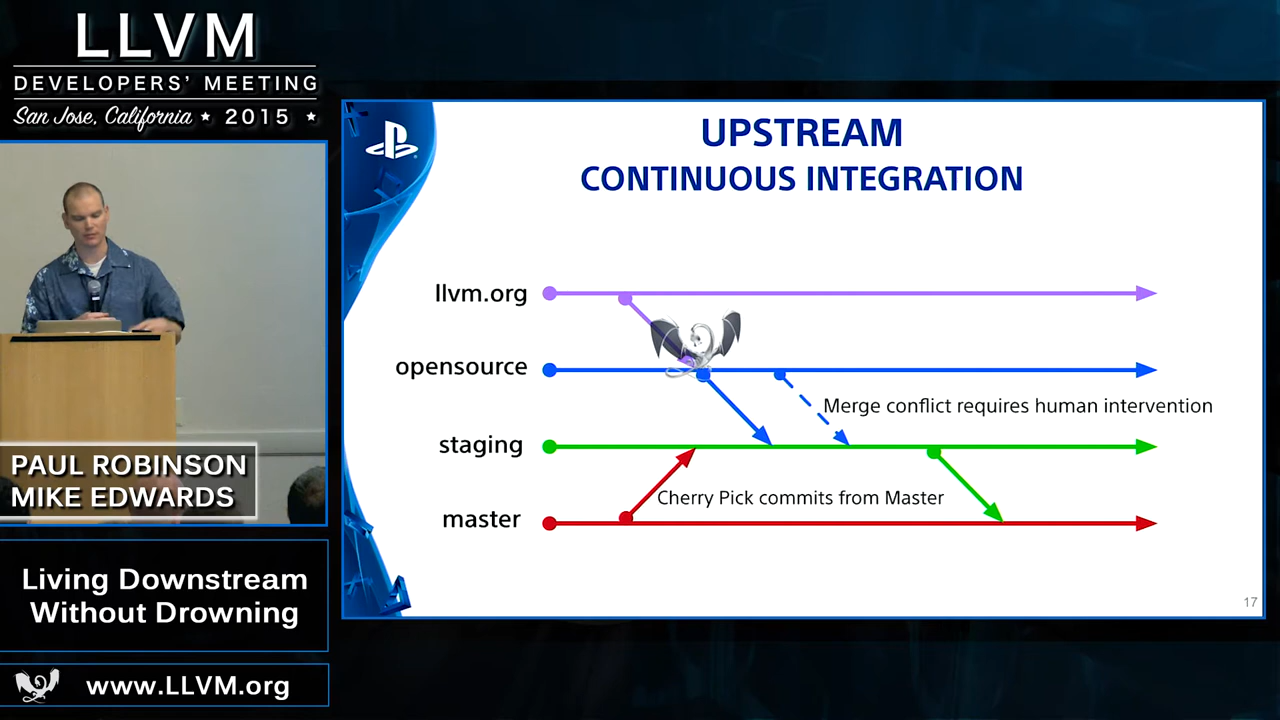 LLVM
DEVELOPERS' MEETING
San Jose, California ★ 2015 ★
PAUL ROBINSON
MIKE EDWARDS
Living Downstream
Without Drowning
www.LLVM.org
UPSTREAM
CONTINUOUS INTEGRATION
llvm.org
opensource
Merge conflict requires human intervention
staging
Cherry Pick commits from Master
master
17